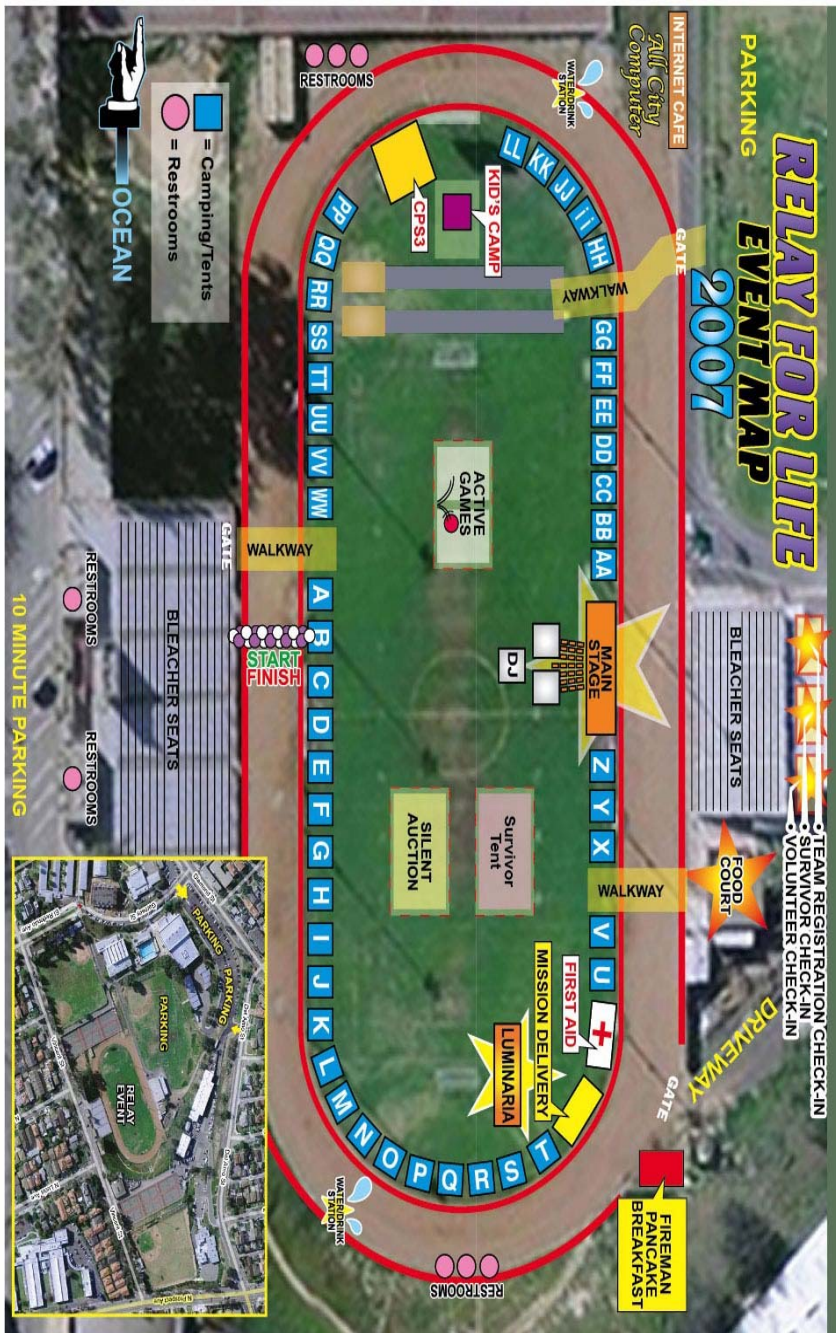 RELAY FOR LIFE
EVENT MAP
2007
PARKING
INTERNET CAFE
All City
Computer
TEAM REGISTRATION CHECK-IN
SURVIVOR CHECK-IN
VOLUNTEER CHECK-IN
BLEACHER SEATS
FOOD
COURT
DRIVEWAY
GATE
GATE
FIREMAN
PANCAKE
BREAKFAST
WATER/DRINK
STATION
WALKWAY
WALKWAY
LL
KK
JJ
ii
HH
GG
FF
EE
DD
CC
BB
AA
MAIN
STAGE
DJ
Z
Y
X
V
U
FIRST AID
MISSION DELIVERY
LUMINARIA
T
S
R
Q
P
O
N
M
L
KID'S CAMP
CPS3
ACTIVE
GAMES
Survivor
Tent
SILENT
AUCTION
PP
QQ
RR
SS
TT
UU
VV
WW
A
B
C
D
E
F
G
H
I
J
K
RESTROOMS
WALKWAY
GATE
START
FINISH
WATER/DRINK
STATION
RESTROOMS
= Camping/Tents
= Restrooms
OCEAN
BLEACHER SEATS
RESTROOMS
RESTROOMS
10 MINUTE PARKING
PARKING
PARKING
PARKING
RELAY
EVENT